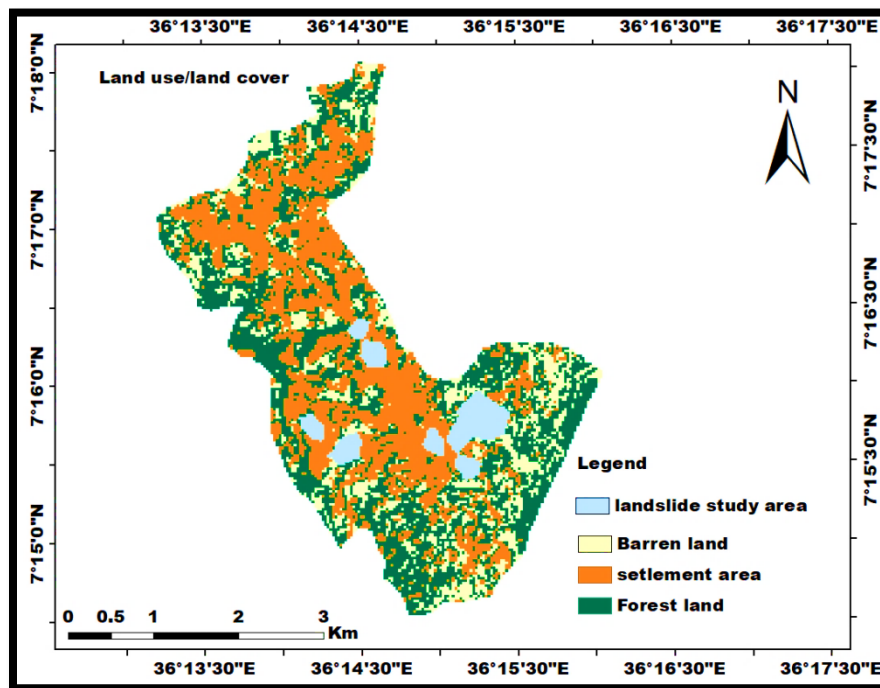 36°13'30"E 36°14'30"E 36°15'30"E 36°16'30"E 36°17'30"E
7°18'0"N
7°17'0"N
7°16'0"N
7°15'0"N
Land use/land cover
N
7°17'30"N
7°16'30"N
7°15'30"N
Legend
landslide study area
Barren land
setlement area
Forest land
0 0.5 1 2 3
Km
36°13'30"E 36°14'30"E 36°15'30"E 36°16'30"E 36°17'30"E